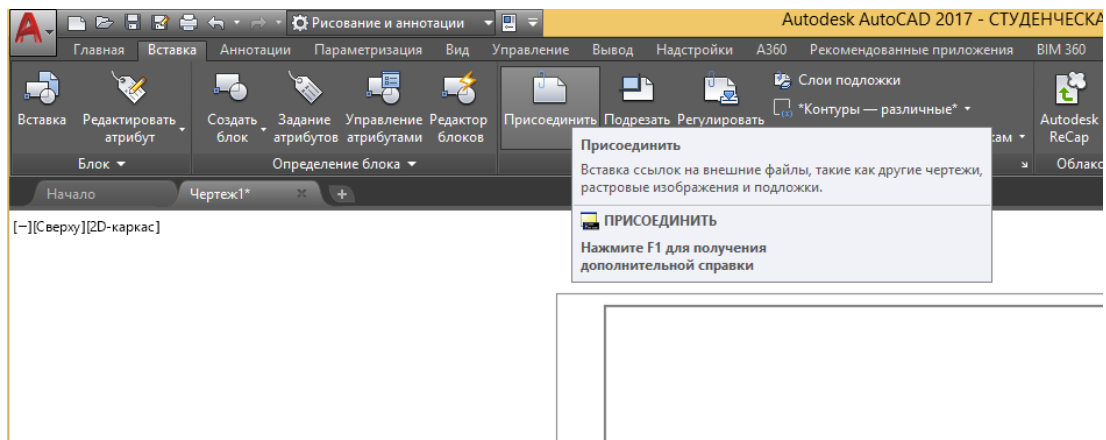 Рисование и аннотации
Autodesk AutoCAD 2017 - СТУДЕНЧЕСКА
Главная Вставка Аннотации Параметризация Вид Управление Вывод Надстройки A360 Рекомендованные приложения BIM 360
Вставка
Редактировать
атрибут
Создать
блок
Задание
атрибутов
Управление
атрибутами
Редактор
блоков
Присоединить Подрезать Регулировать
Слои подложки
*Контуры — различные*
кам
Autodesk
ReCap
Блок
Определение блока
Облако
Начало
Чертеж1*
[−][Сверху][2D-каркас]
Присоединить
Вставка ссылок на внешние файлы, такие как другие чертежи,
растровые изображения и подложки.
ПРИСОЕДИНИТЬ
Нажмите F1 для получения
дополнительной справки